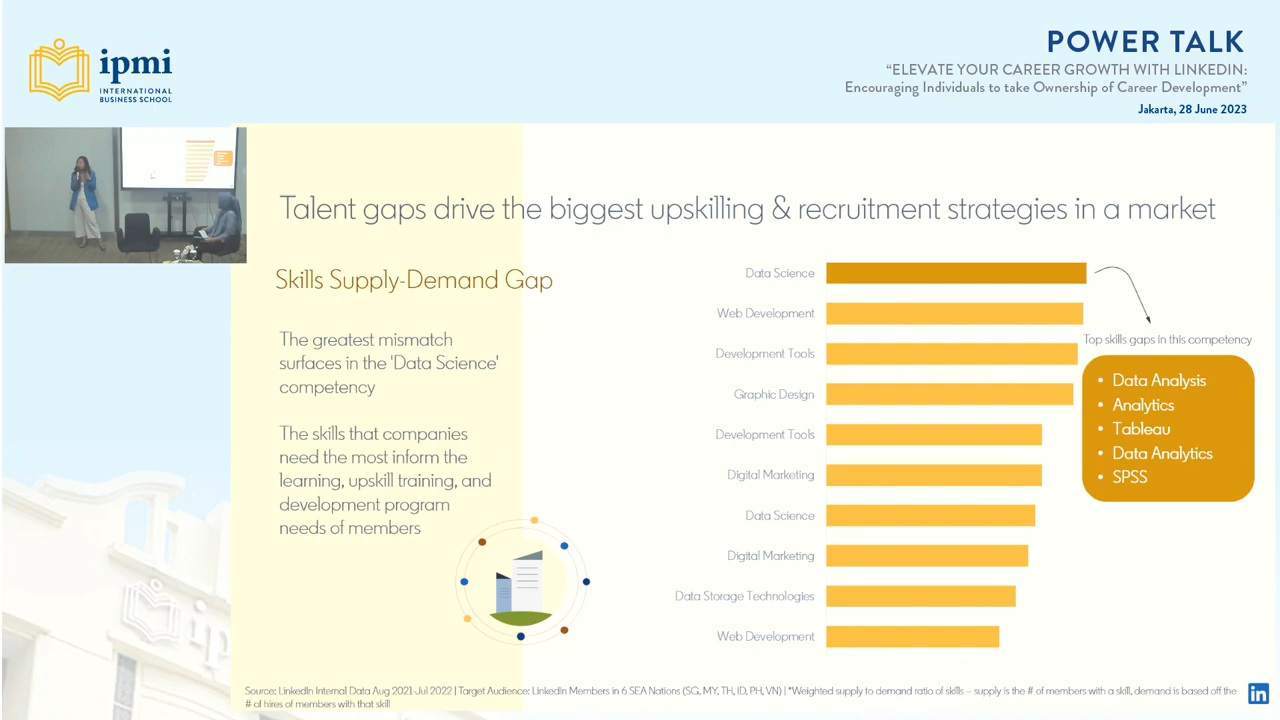 ipmi
INTERNATIONAL
BUSINESS SCHOOL
POWER TALK
“ELEVATE YOUR CAREER GROWTH WITH LINKEDIN:
Encouraging Individuals to take Ownership of Career Development”
Jakarta, 28 June 2023
Talent gaps drive the biggest upskilling & recruitment strategies in a market
Skills Supply-Demand Gap
The greatest mismatch
surfaces in the 'Data Science'
competency
The skills that companies
need the most inform the
learning, upskill training, and
development program
needs of members
Data Science
Web Development
Development Tools
Graphic Design
Development Tools
Digital Marketing
Data Science
Digital Marketing
Data Storage Technologies
Web Development
Top skills gaps in this competency
• Data Analysis
• Analytics
• Tableau
• Data Analytics
• SPSS
Source: LinkedIn Internal Data Aug 2021-Jul 2022 | Target Audience: LinkedIn Members in 6 SEA Nations (SG, MY, TH, ID, PH, VN) | *Weighted supply to demand ratio of skills – supply is the # of members with a skill, demand is based off the
# of hires of members with that skill
in